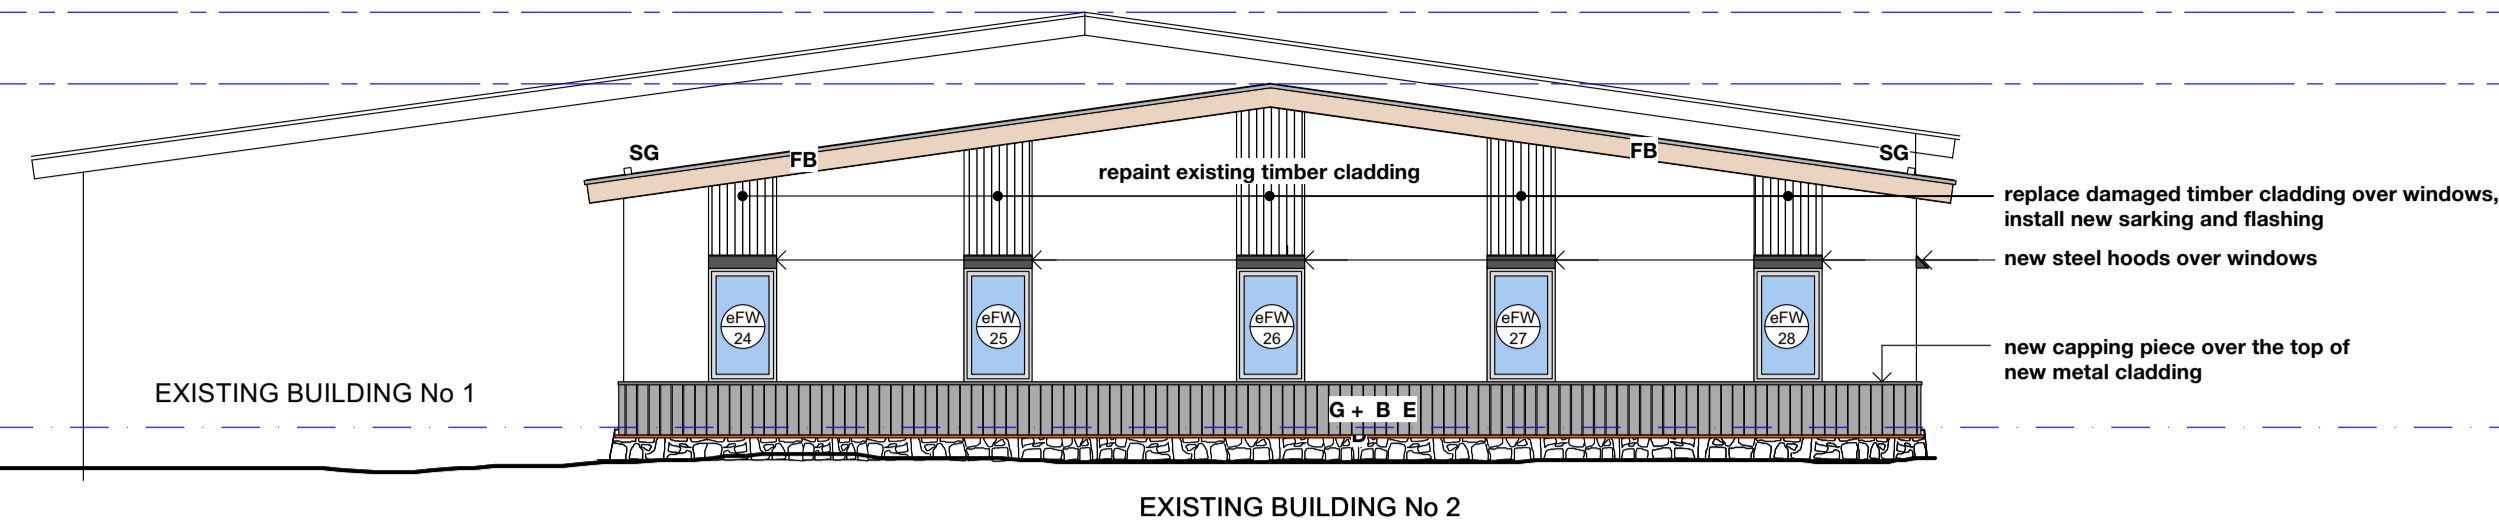 SG
FB
FB
SG
repaint existing timber cladding
replace damaged timber cladding over windows,
install new sarking and flashing
new steel hoods over windows
eFW
24
eFW
25
eFW
26
eFW
27
eFW
28
new capping piece over the top of
new metal cladding
EXISTING BUILDING No 1
G + B E
D
EXISTING BUILDING No 2